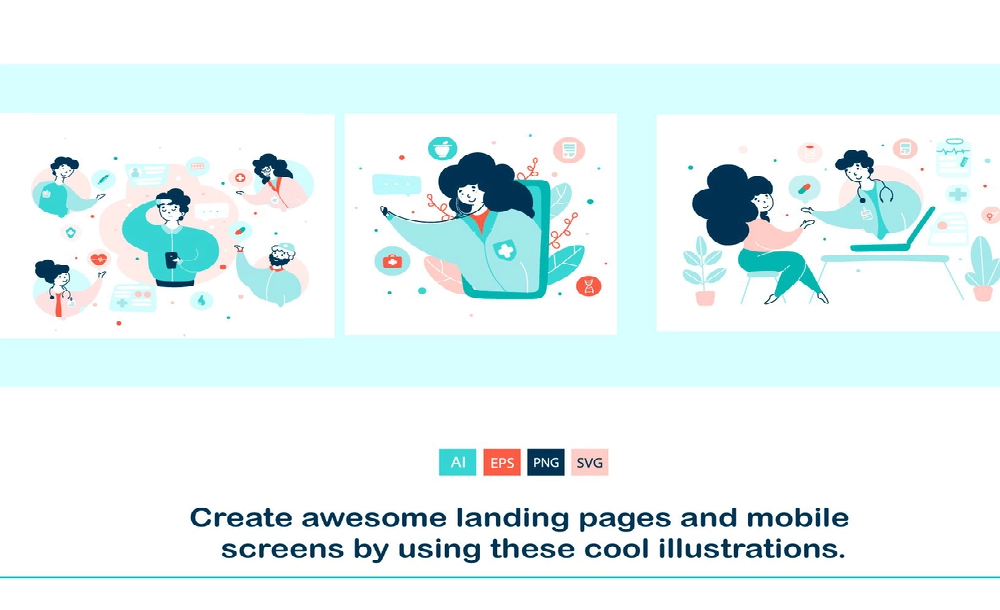 AI EPS PNG SVG
Create awesome landing pages and mobile
screens by using these cool illustrations.